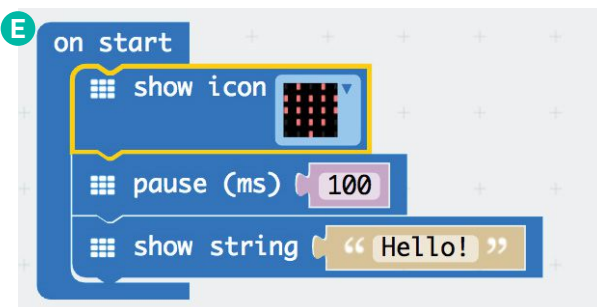 E
on start
show icon
pause (ms) 100
show string “ Hello! ”